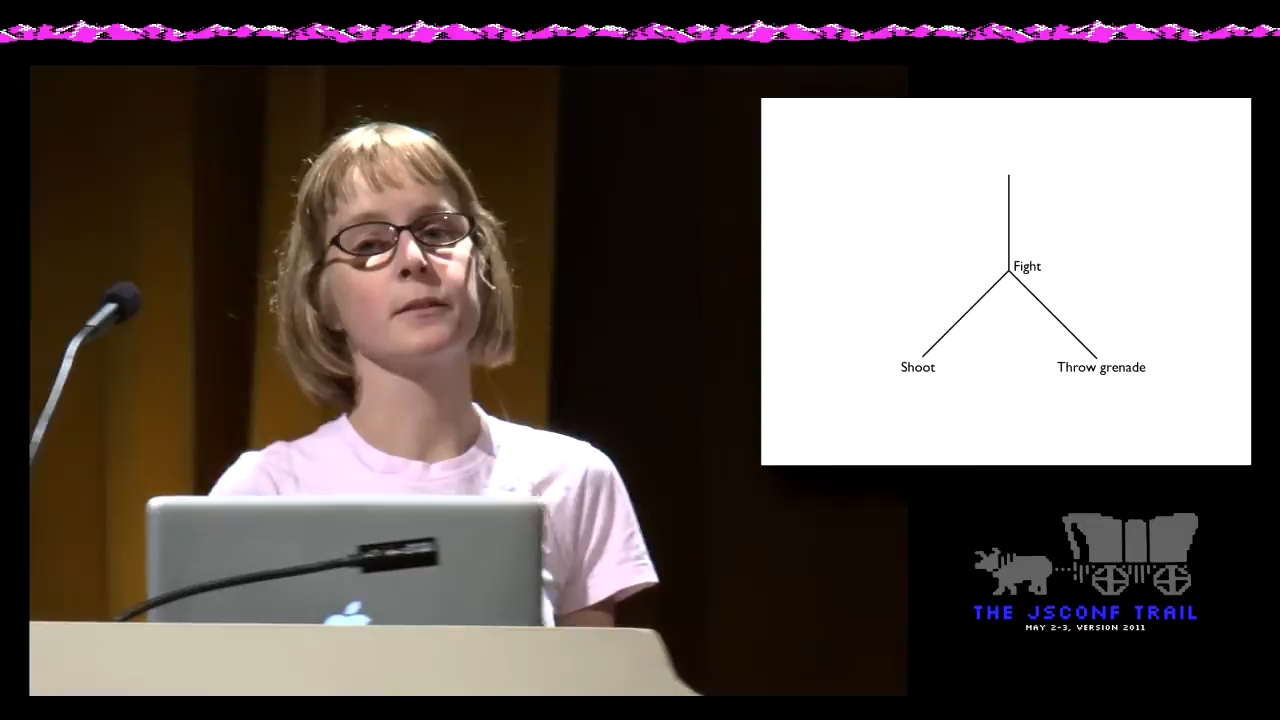 Fight
Shoot
Throw grenade
THE JSCONF TRAIL
MAY 2-3, VERSION 2011